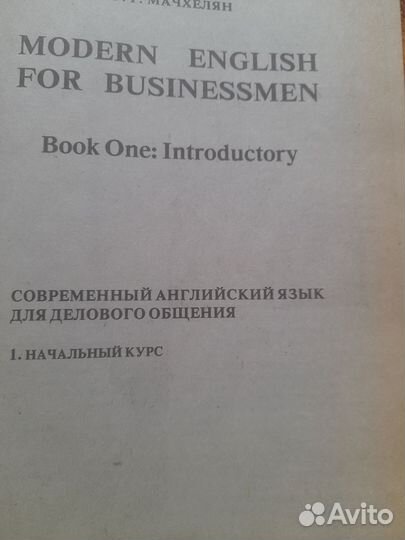 Г. МАЧХЕЛЯН
MODERN ENGLISH
FOR BUSINESSMEN
Book One: Introductory
СОВРЕМЕННЫЙ АНГЛИЙСКИЙ ЯЗЫК
ДЛЯ ДЕЛОВОГО ОБЩЕНИЯ
1. НАЧАЛЬНЫЙ КУРС
Avito